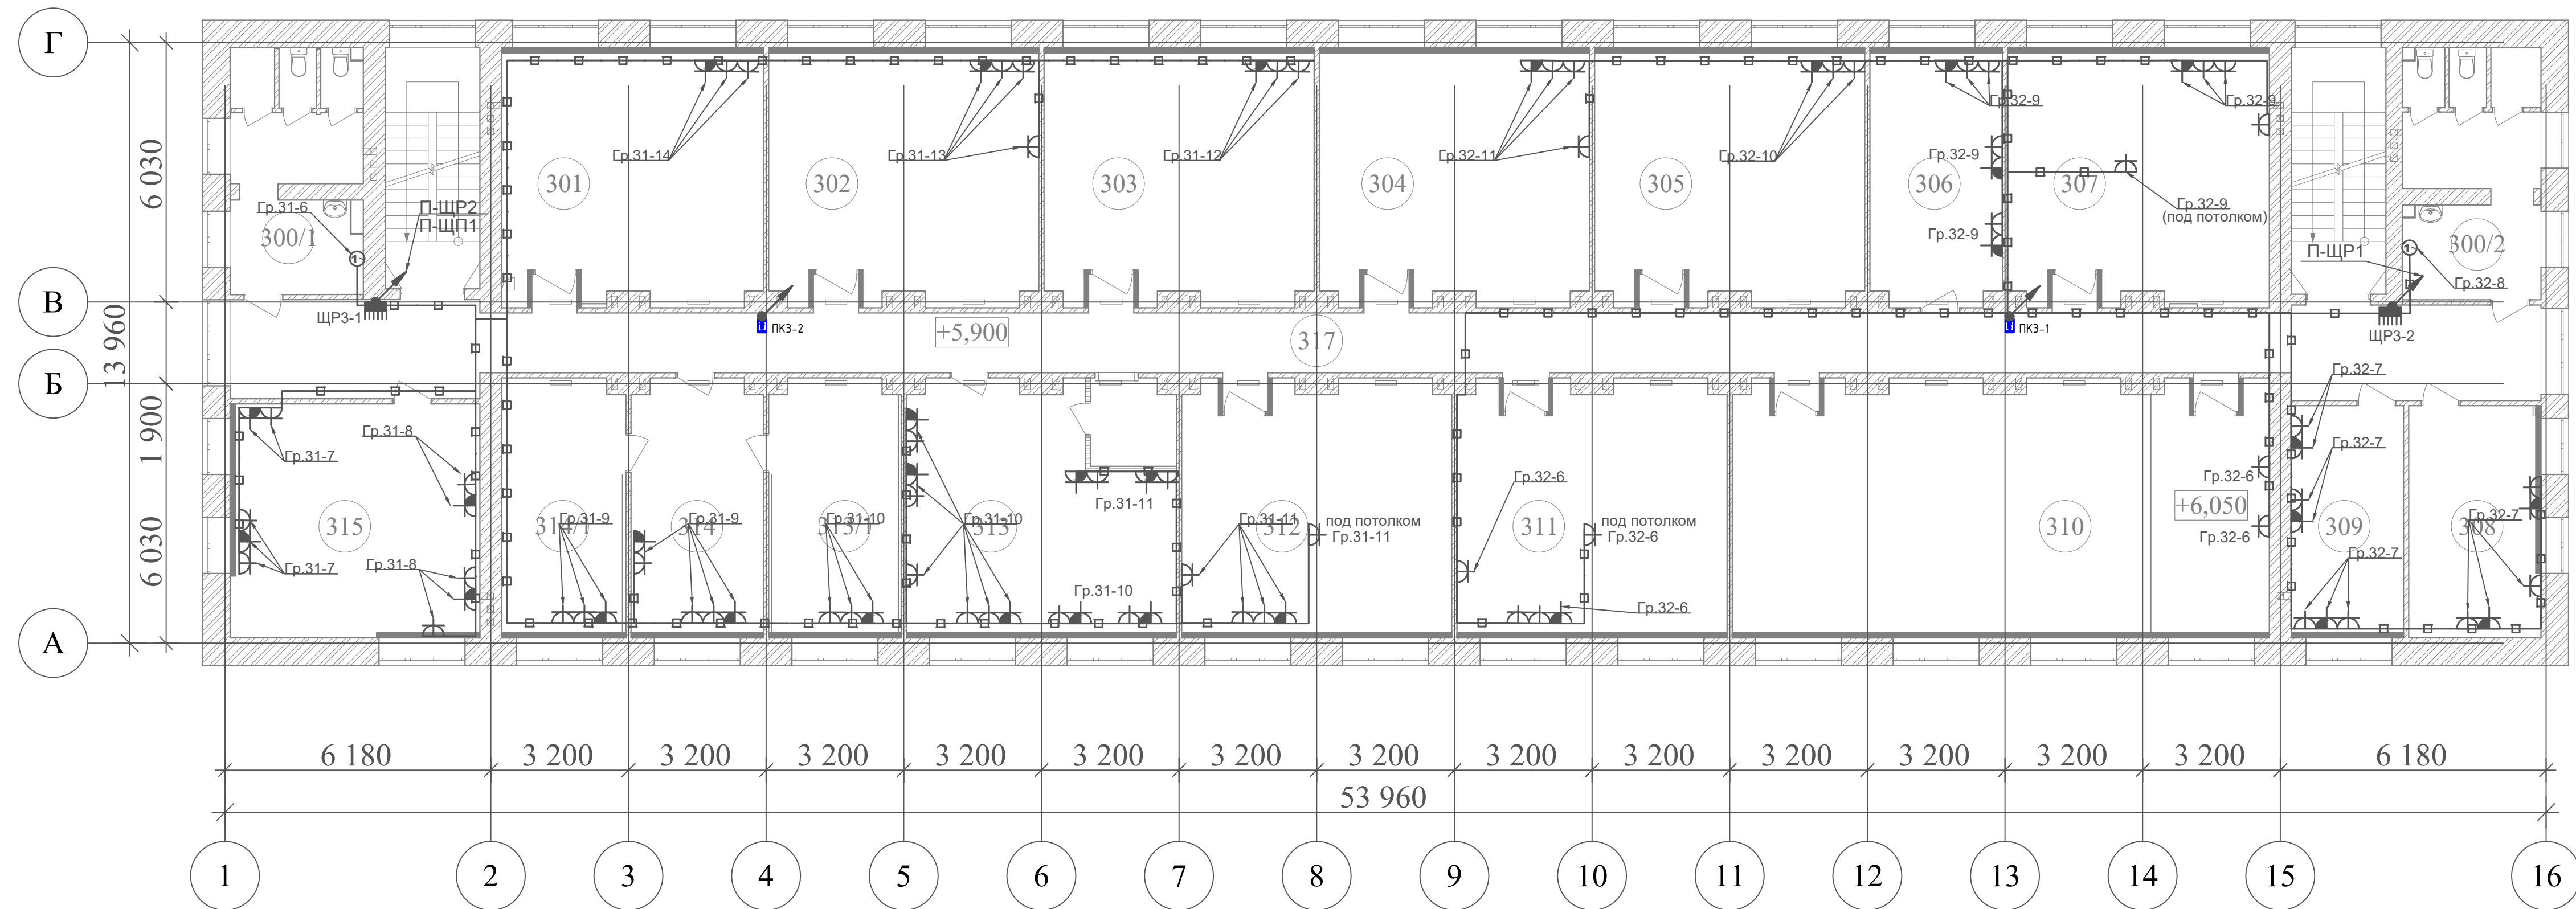 Г
В
Б
А
6 030
13 960
1 900
6 030
Гр.31-14
Гр.31-13
Гр.31-12
Гр.32-11
Гр.32-10
Гр.32-9
Гр.32-9
Гр.32-9
Гр.32-9
Гр.32-9
(под потолком)
301
302
303
304
305
306
307
Гр.31-6
300/1
П-ЩР2
П-ЩП1
П-ЩР1
300/2
Гр.32-8
ЩР3-1
ПК3-2
+5,900
317
ПК3-1
ЩР3-2
Гр.31-7
Гр.31-8
Гр.31-7
Гр.31-8
315
314/1
Гр.31-9
314
Гр.31-9
313/1
Гр.31-10
313
Гр.31-10
Гр.31-11
Гр.31-10
312
Гр.31-11
под потолком
Гр.31-11
Гр.32-6
311
под потолком
Гр.32-6
Гр.32-6
310
Гр.32-6
+6,050
Гр.32-6
Гр.32-7
Гр.32-7
309
Гр.32-7
308
Гр.32-7
6 180
3 200
3 200
3 200
3 200
3 200
3 200
3 200
3 200
3 200
3 200
3 200
3 200
3 200
6 180
53 960
1
2
3
4
5
6
7
8
9
10
11
12
13
14
15
16